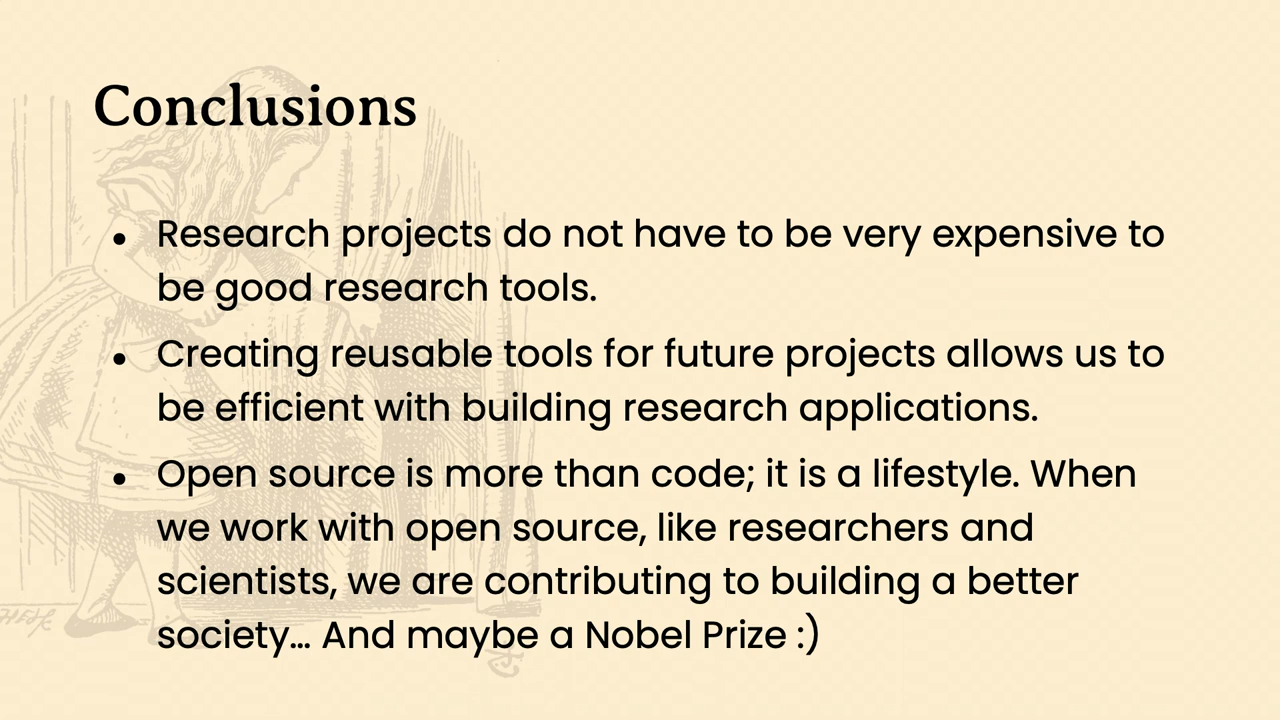 Conclusions
• Research projects do not have to be very expensive to
be good research tools.
• Creating reusable tools for future projects allows us to
be efficient with building research applications.
• Open source is more than code; it is a lifestyle. When
we work with open source, like researchers and
scientists, we are contributing to building a better
society… And maybe a Nobel Prize :)